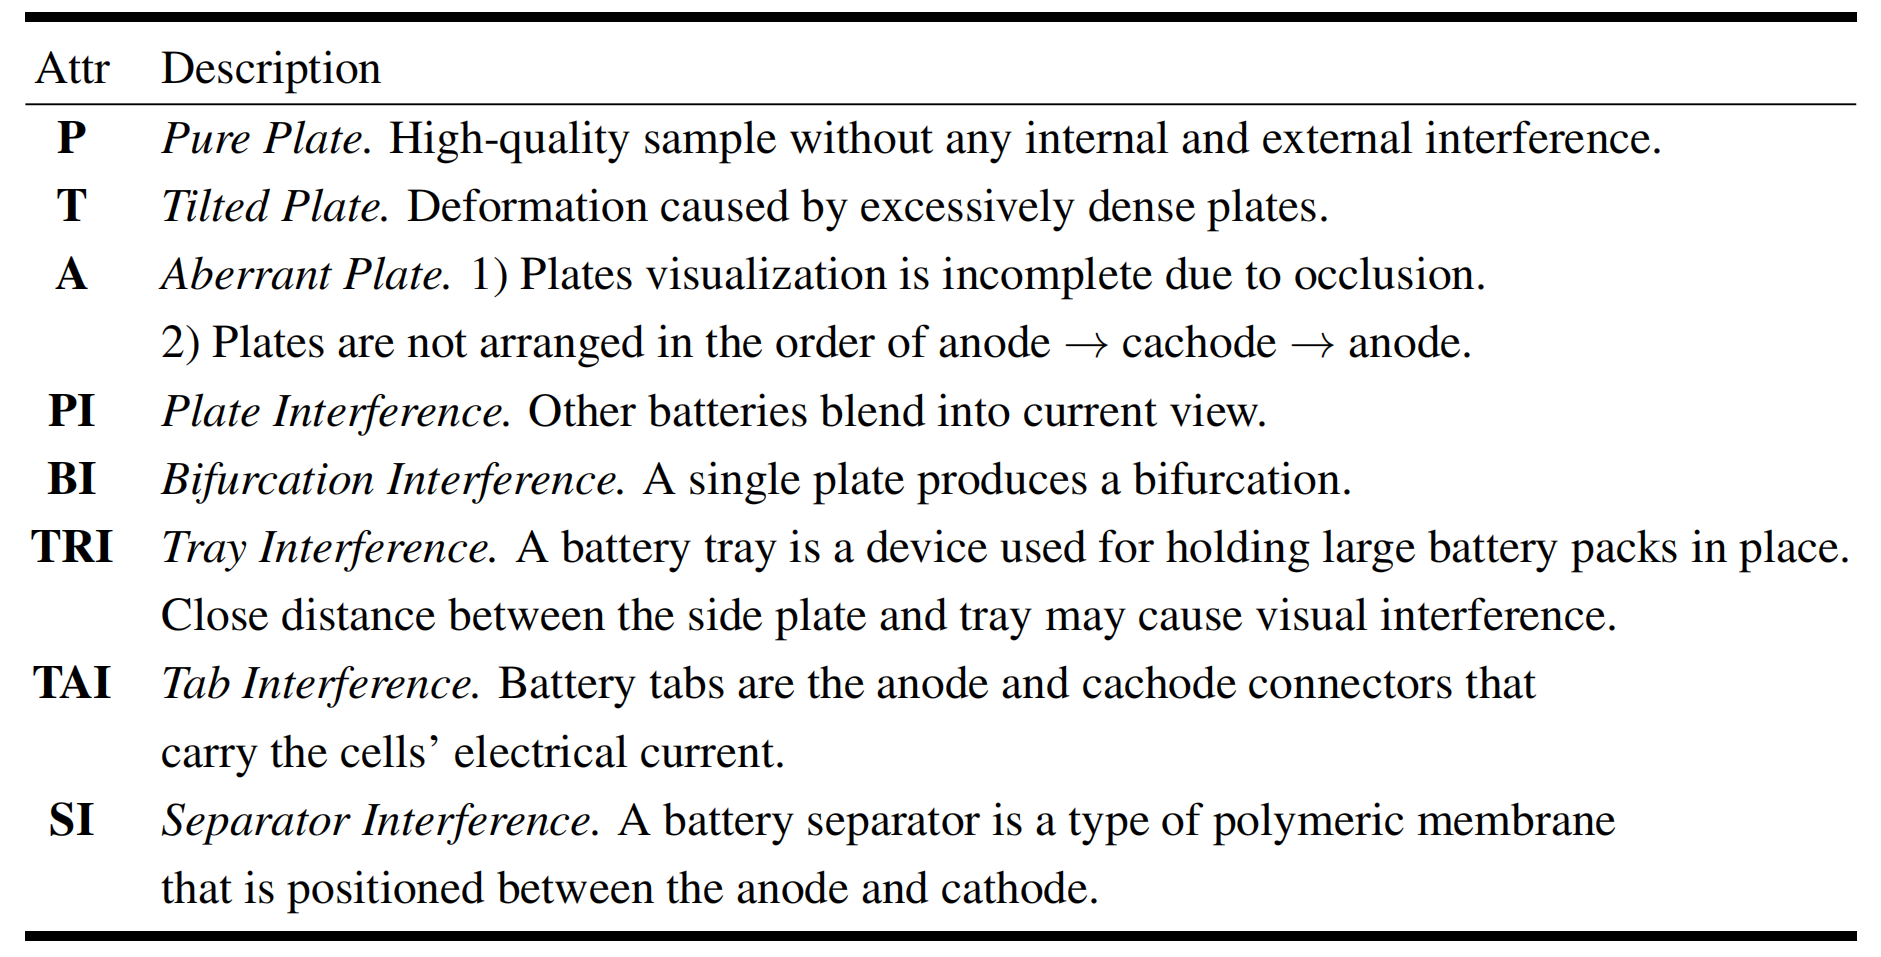 Attr Description
P Pure Plate. High-quality sample without any internal and external interference.
T Tilted Plate. Deformation caused by excessively dense plates.
A Aberrant Plate. 1) Plates visualization is incomplete due to occlusion.
2) Plates are not arranged in the order of anode → cachode → anode.
PI Plate Interference. Other batteries blend into current view.
BI Bifurcation Interference. A single plate produces a bifurcation.
TRI Tray Interference. A battery tray is a device used for holding large battery packs in place.
Close distance between the side plate and tray may cause visual interference.
TAI Tab Interference. Battery tabs are the anode and cachode connectors that
carry the cells’ electrical current.
SI Separator Interference. A battery separator is a type of polymeric membrane
that is positioned between the anode and cathode.